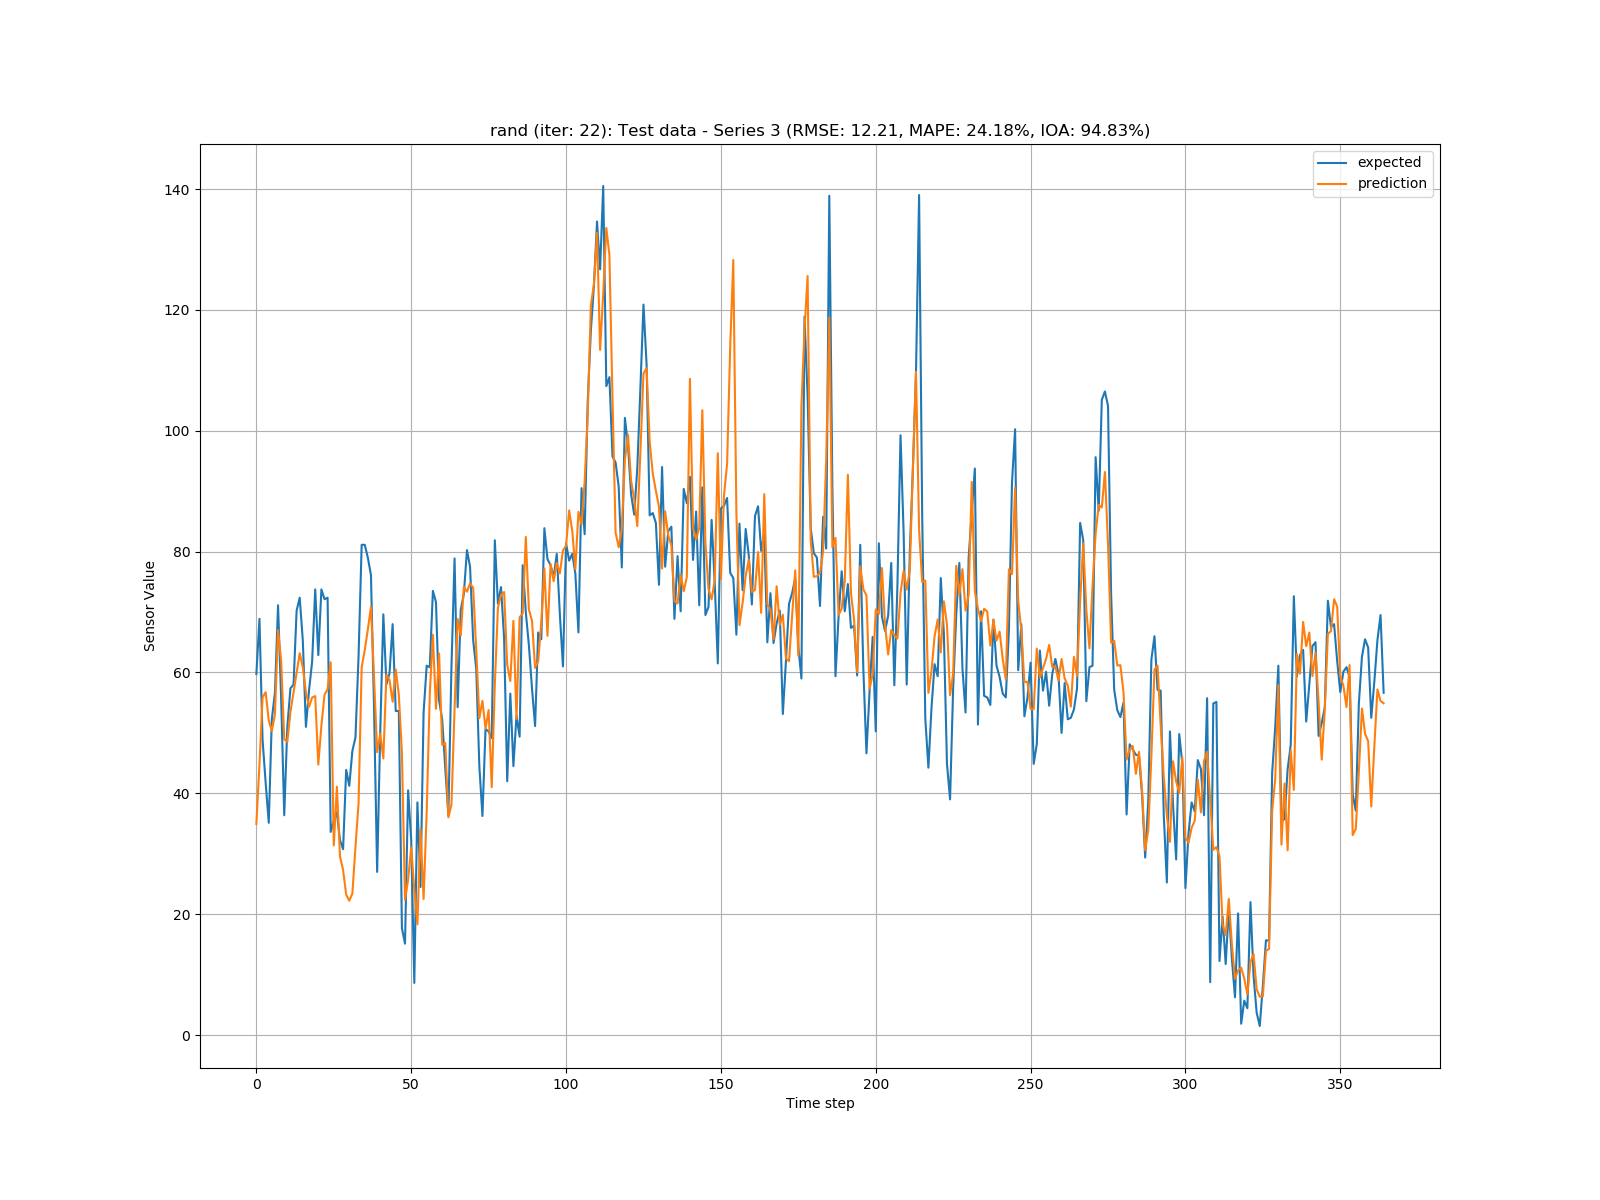 rand (iter: 22): Test data - Series 3 (RMSE: 12.21, MAPE: 24.18%, IOA: 94.83%)
expected
prediction
140
120
100
80
60
40
20
0
Sensor Value
0 50 100 150 200 250 300 350
Time step